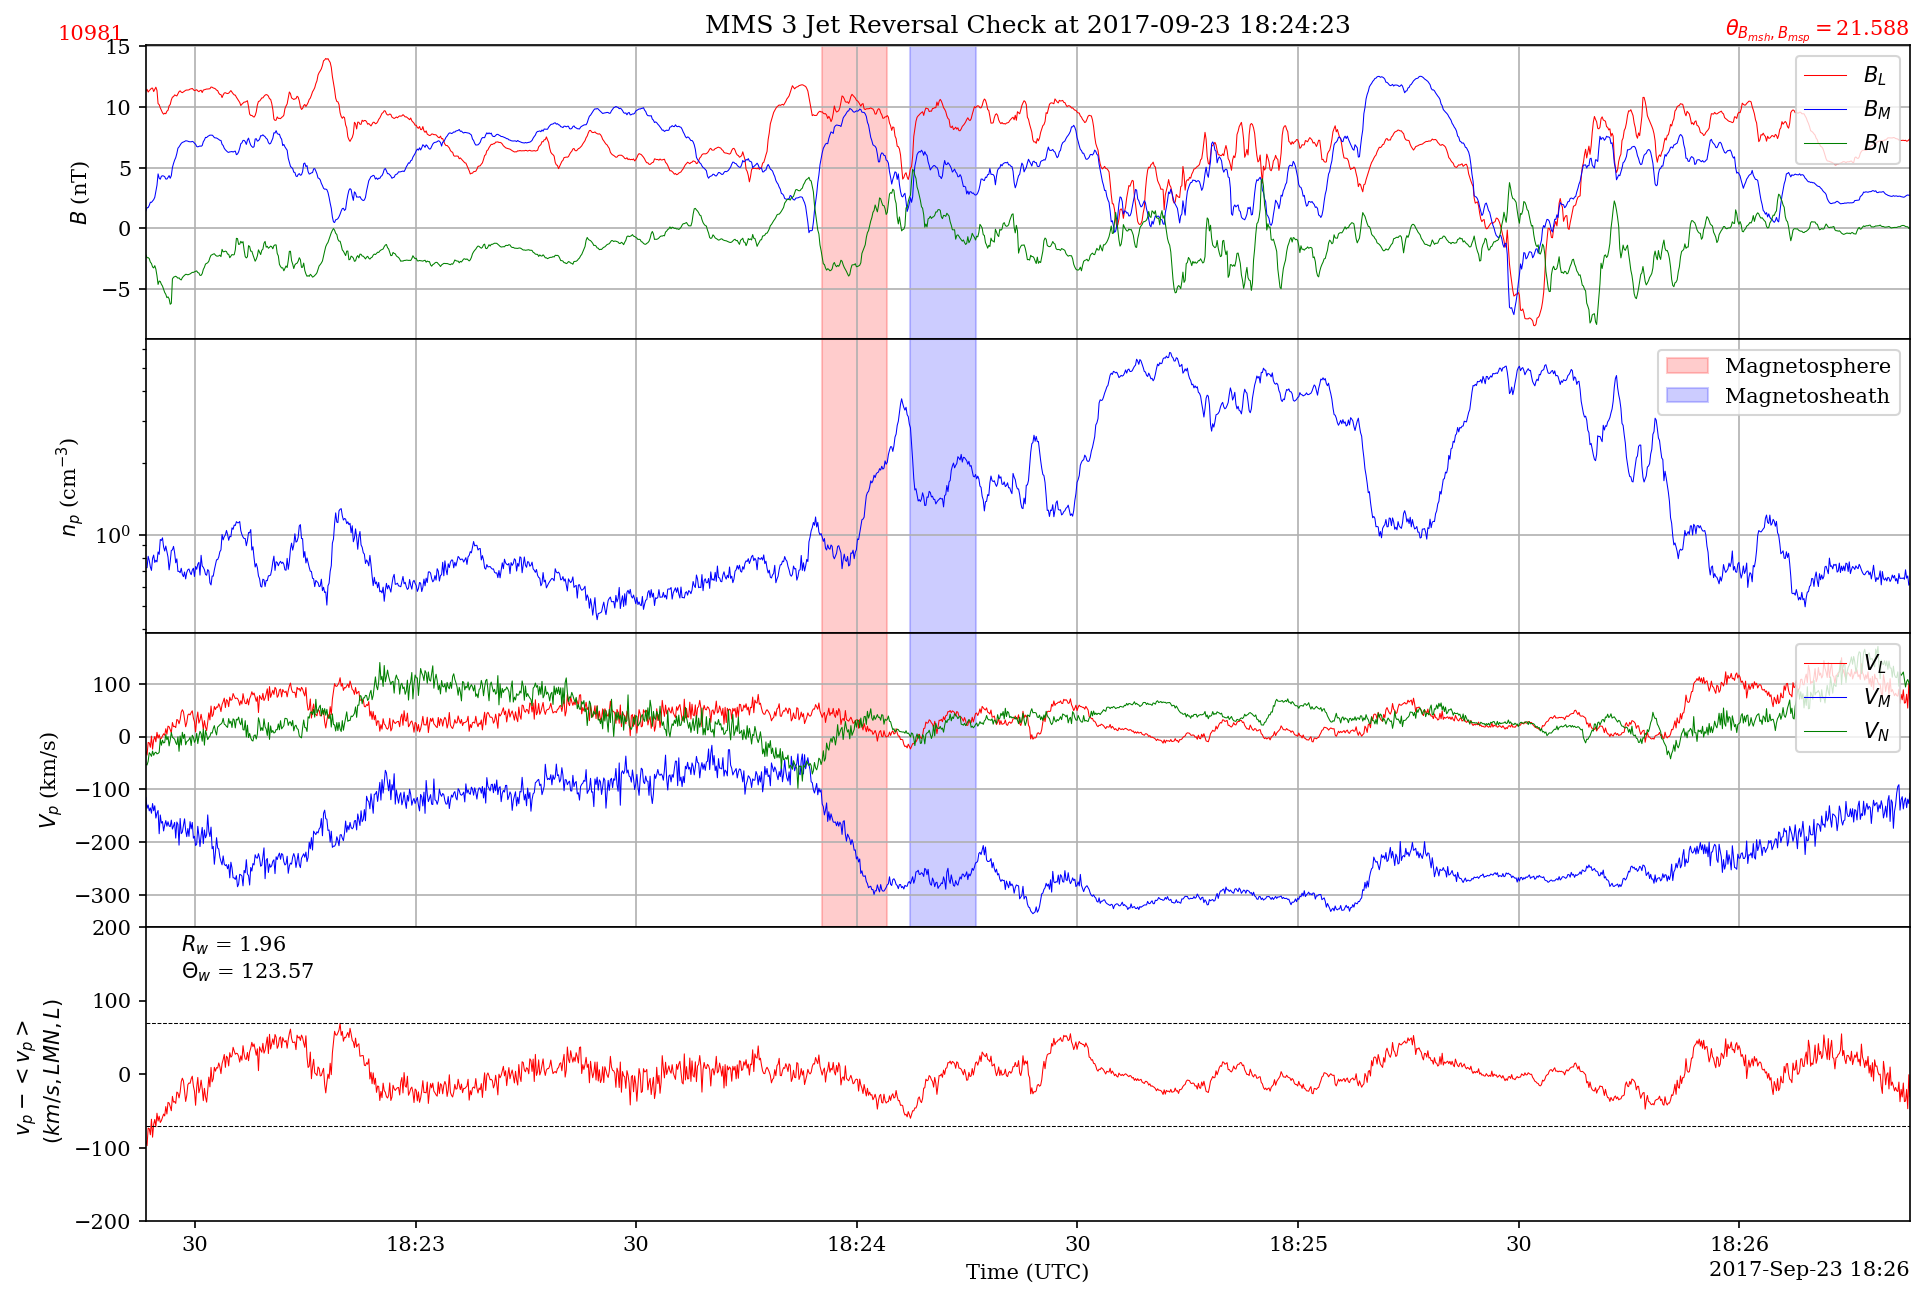 MMS 3 Jet Reversal Check at 2017-09-23 18:24:23
10981
θ_{B_{msh}, B_{msp}} = 21.588
15
10
5
0
−5
B (nT)
B_L
B_M
B_N
10^0
n_p (cm^{−3})
Magnetosphere
Magnetosheath
100
0
−100
−200
−300
V_p (km/s)
V_L
V_M
V_N
200
100
0
−100
−200
v_p − <v_p>
(km/s, LMN, L)
R_w = 1.96
Θ_w = 123.57
30 18:23 30 18:24 30 18:25 30 18:26
Time (UTC)
2017-Sep-23 18:26